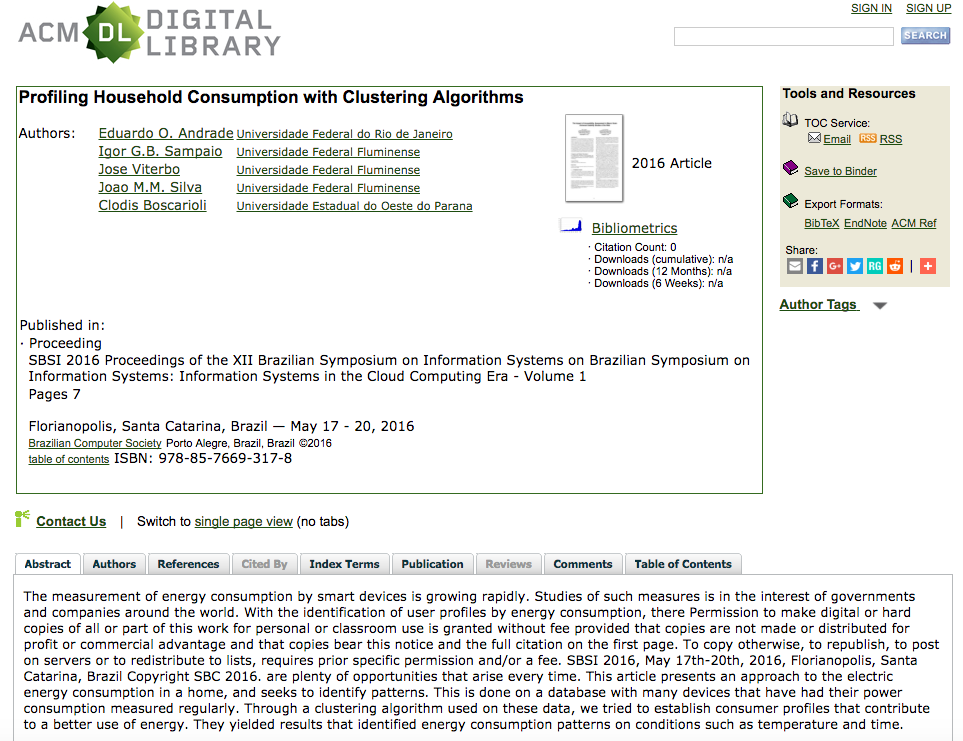 SIGN IN SIGN UP
ACM DL DIGITAL LIBRARY
SEARCH
Profiling Household Consumption with Clustering Algorithms
Authors: Eduardo O. Andrade Universidade Federal do Rio de Janeiro
Igor G.B. Sampaio Universidade Federal Fluminense
Jose Viterbo Universidade Federal Fluminense
Joao M.M. Silva Universidade Federal Fluminense
Clodis Boscarioli Universidade Estadual do Oeste do Parana
2016 Article
Bibliometrics
· Citation Count: 0
· Downloads (cumulative): n/a
· Downloads (12 Months): n/a
· Downloads (6 Weeks): n/a
Published in:
· Proceeding
SBSI 2016 Proceedings of the XII Brazilian Symposium on Information Systems on Brazilian Symposium on
Information Systems: Information Systems in the Cloud Computing Era - Volume 1
Pages 7
Florianopolis, Santa Catarina, Brazil — May 17 - 20, 2016
Brazilian Computer Society Porto Alegre, Brazil, Brazil ©2016
table of contents ISBN: 978-85-7669-317-8
Tools and Resources
TOC Service:
Email RSS RSS
Save to Binder
Export Formats:
BibTeX EndNote ACM Ref
Share:
G+ RG | +
Author Tags
Contact Us | Switch to single page view (no tabs)
Abstract Authors References Cited By Index Terms Publication Reviews Comments Table of Contents
The measurement of energy consumption by smart devices is growing rapidly. Studies of such measures is in the interest of governments
and companies around the world. With the identification of user profiles by energy consumption, there Permission to make digital or hard
copies of all or part of this work for personal or classroom use is granted without fee provided that copies are not made or distributed for
profit or commercial advantage and that copies bear this notice and the full citation on the first page. To copy otherwise, to republish, to post
on servers or to redistribute to lists, requires prior specific permission and/or a fee. SBSI 2016, May 17th-20th, 2016, Florianopolis, Santa
Catarina, Brazil Copyright SBC 2016. are plenty of opportunities that arise every time. This article presents an approach to the electric
energy consumption in a home, and seeks to identify patterns. This is done on a database with many devices that have had their power
consumption measured regularly. Through a clustering algorithm used on these data, we tried to establish consumer profiles that contribute
to a better use of energy. They yielded results that identified energy consumption patterns on conditions such as temperature and time.